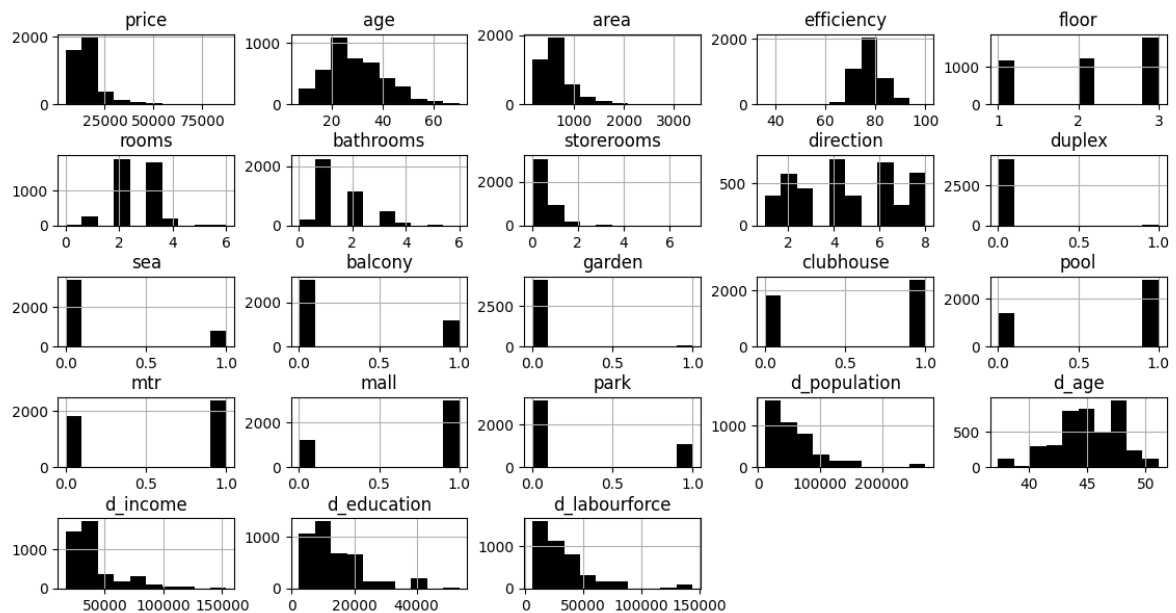 price age area efficiency floor
2000 1000 2000 2000 1000
0 0 0 0 0
25000 50000 75000 20 40 60 1000 2000 3000 40 60 80 100 1 2 3
rooms bathrooms storerooms direction duplex
1000 2000 2000 500 2500
0 0 0 0 0
0 2 4 6 0 2 4 6 0 2 4 6 2 4 6 8 0.0 0.5 1.0
sea balcony garden clubhouse pool
2000 2000 2500 2000 2000
0 0 0 0 0
0.0 0.5 1.0 0.0 0.5 1.0 0.0 0.5 1.0 0.0 0.5 1.0 0.0 0.5 1.0
mtr mall park d_population d_age
2000 2000 2000 1000 500
0 0 0 0 0
0.0 0.5 1.0 0.0 0.5 1.0 0.0 0.5 1.0 0 100000 200000 40 45 50
d_income d_education d_labourforce
1000 1000 1000
0 0 0
50000 100000 150000 0 20000 40000 0 50000 100000 150000